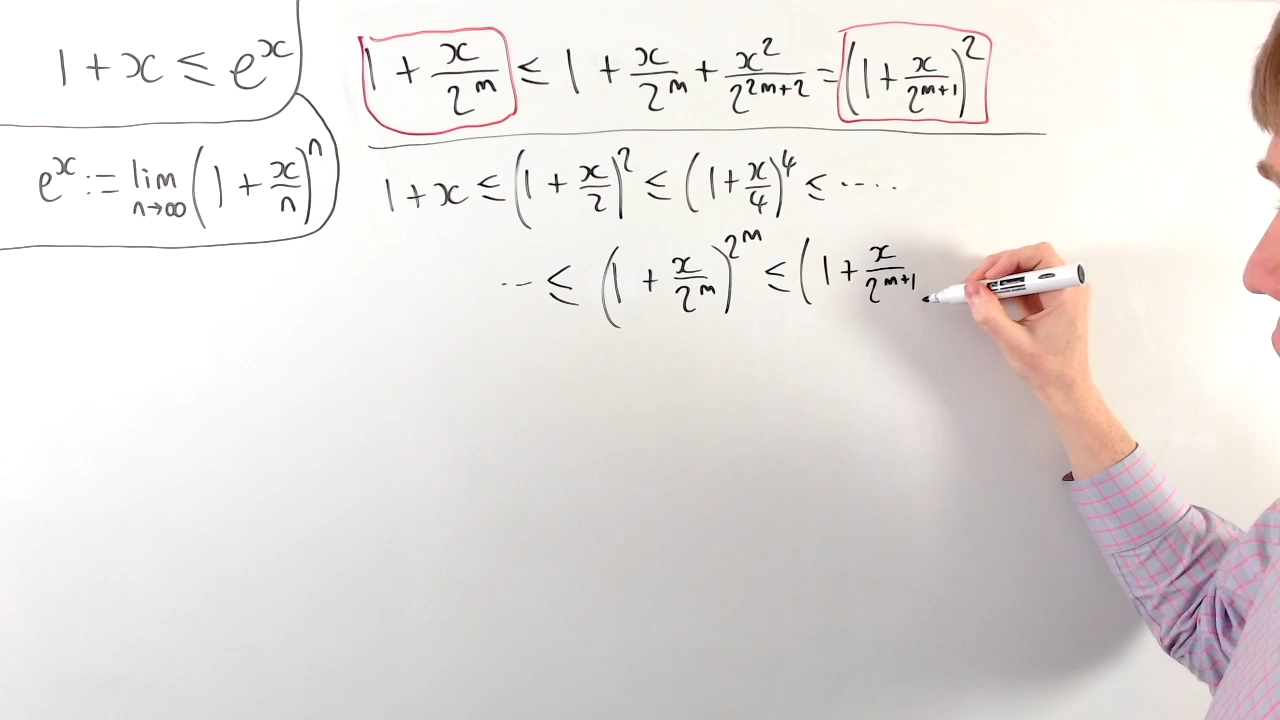 1 + x ≤ e^x
e^x := lim_{n→∞} (1 + x/n)^n
1 + x/2^m ≤ 1 + x/2^m + x^2/2^{2m+2} = (1 + x/2^{m+1})^2
1 + x ≤ (1 + x/2)^2 ≤ (1 + x/4)^4 ≤ ....
.. ≤ (1 + x/2^m)^{2^m} ≤ (1 + x/2^{m+1}